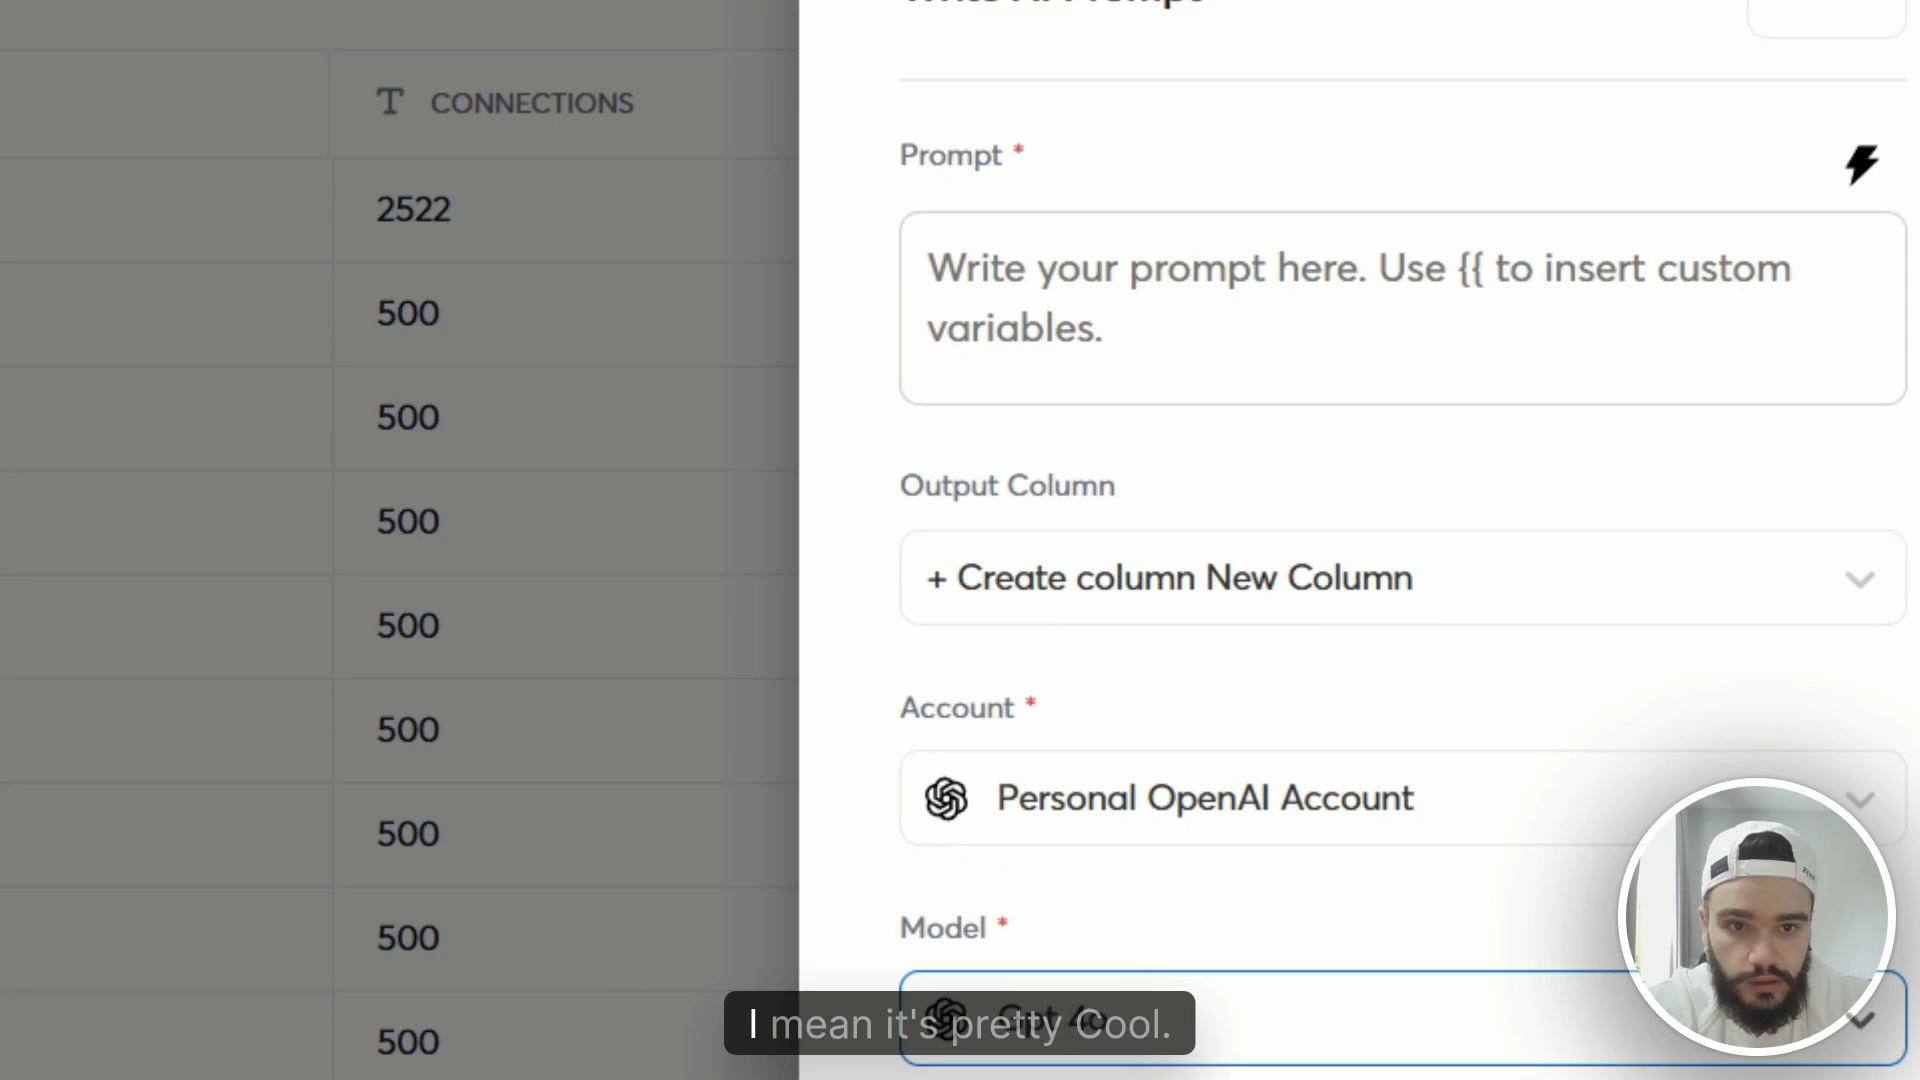 CONNECTIONS
2522
500
500
500
500
500
500
500
500
Prompt *
Write your prompt here. Use {{ to insert custom
variables.
Output Column
+ Create column New Column
Account *
Personal OpenAI Account
Model *
I mean it's pretty Cool.